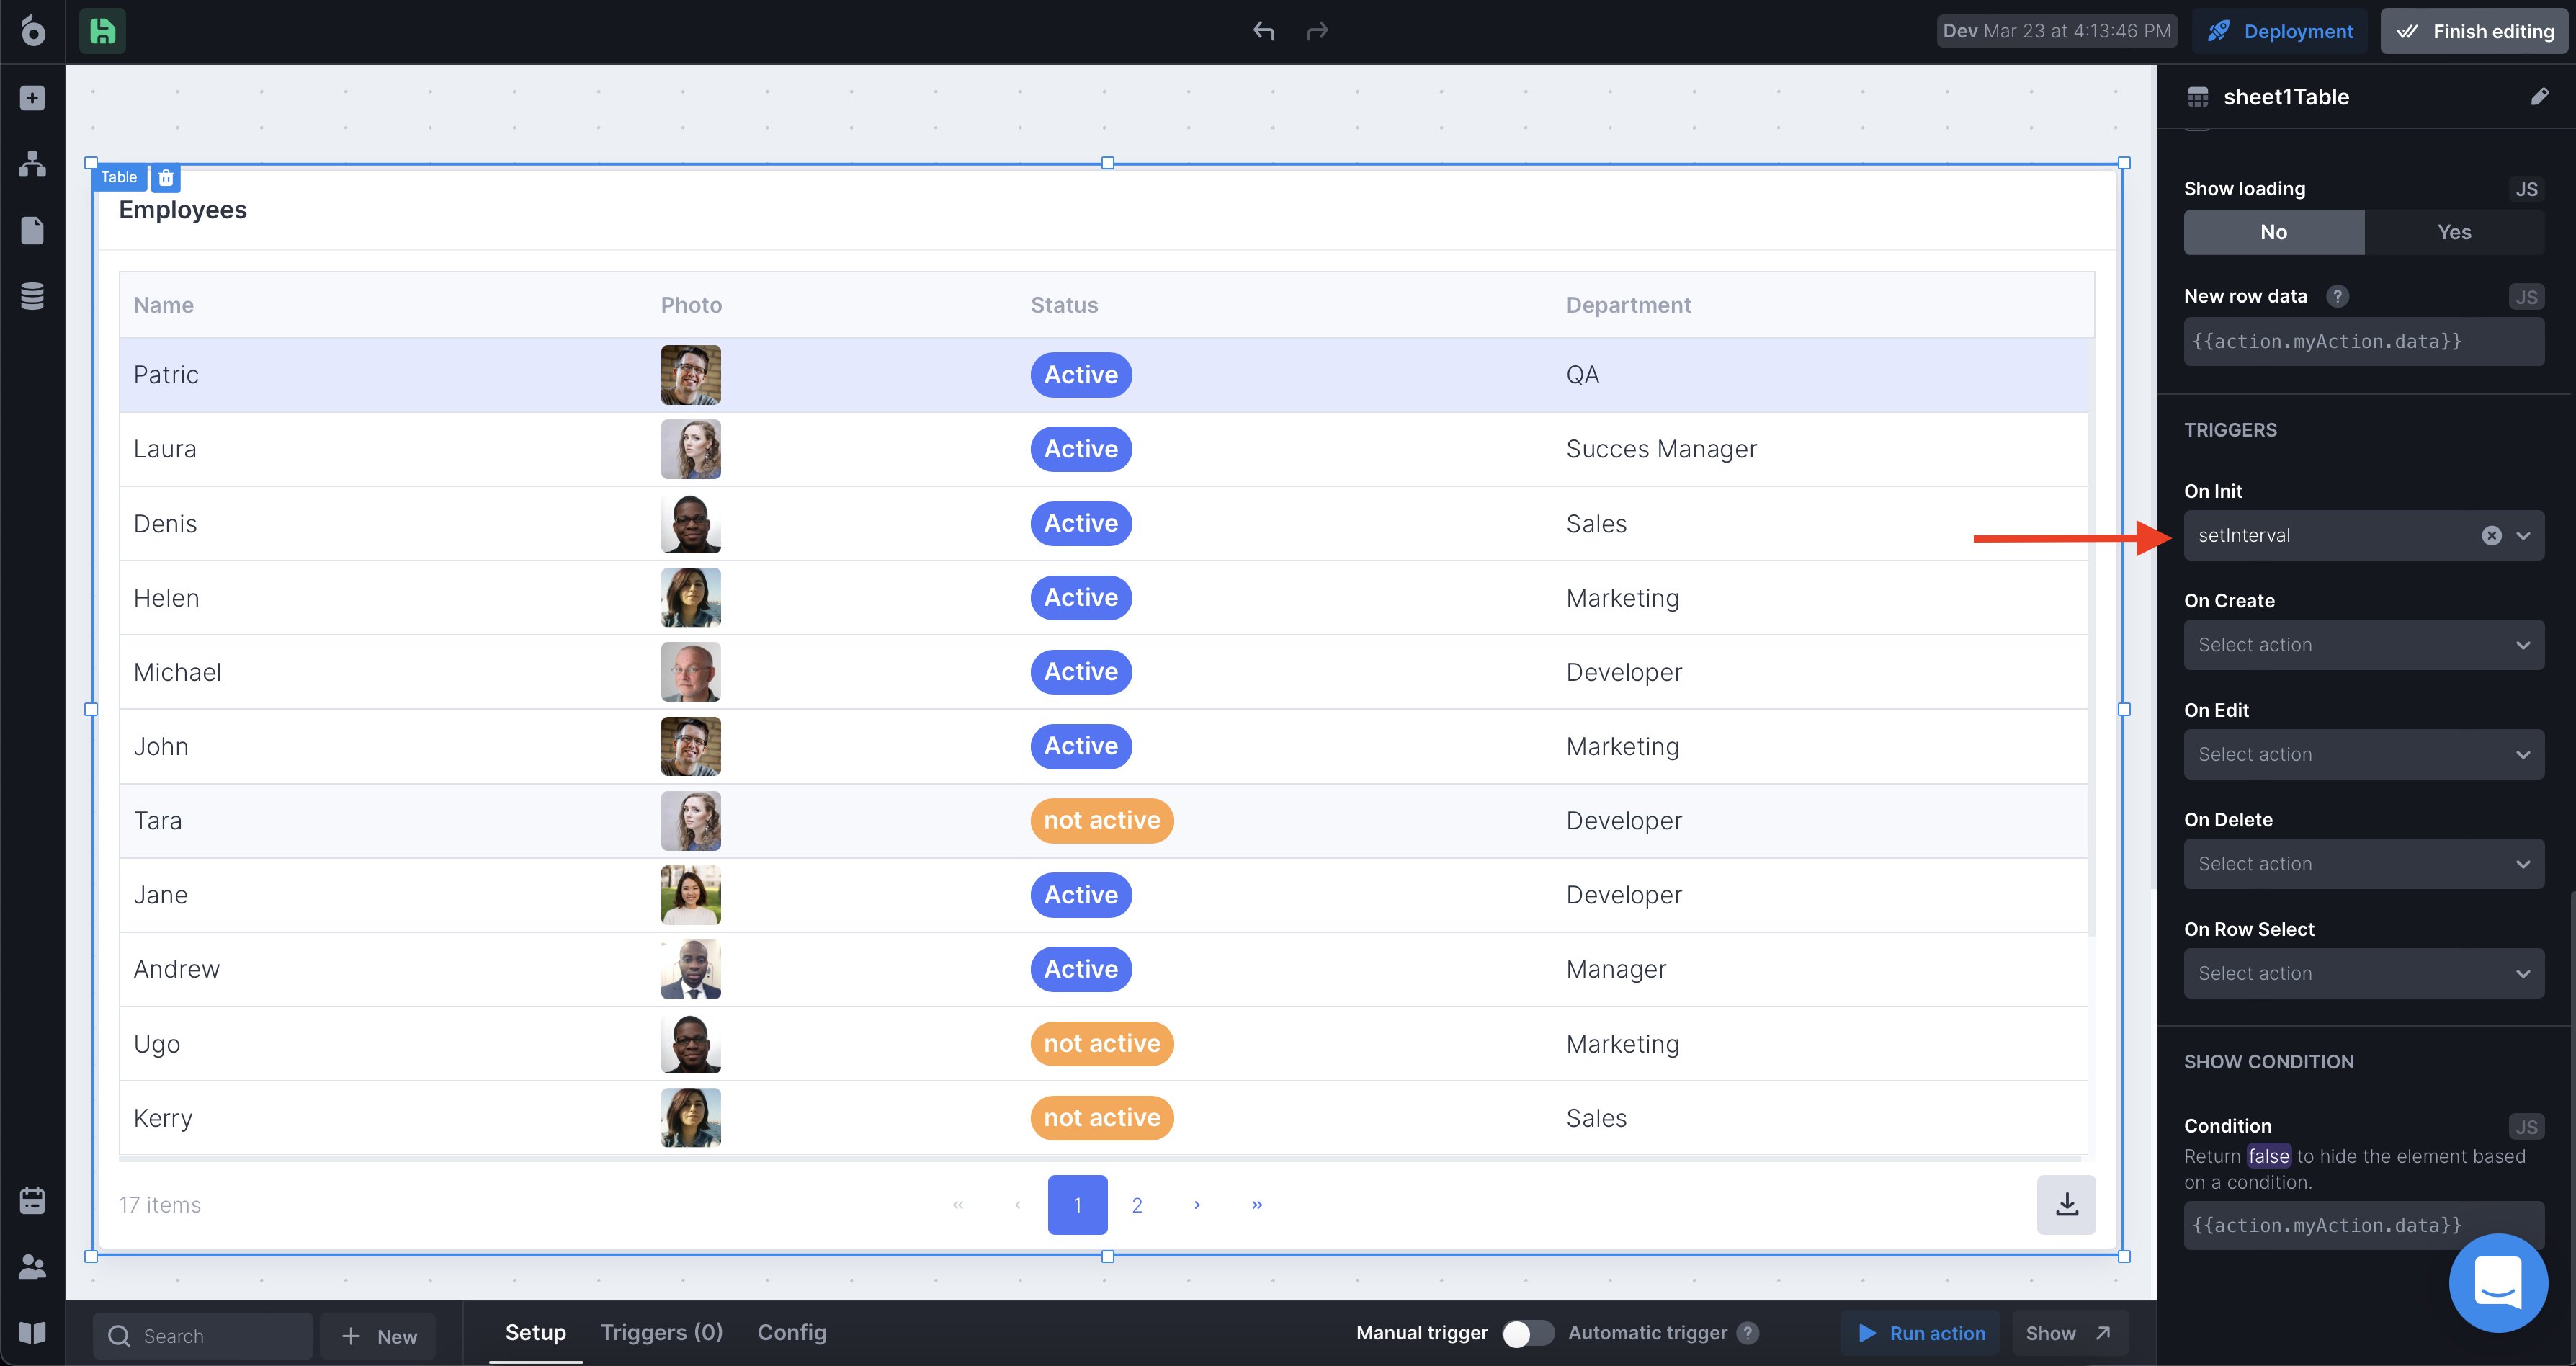 Dev Mar 23 at 4:13:46 PM
Deployment
Finish editing
sheet1Table
Table
Employees
Name Photo Status Department
Patric Active QA
Laura Active Succes Manager
Denis Active Sales
Helen Active Marketing
Michael Active Developer
John Active Marketing
Tara not active Developer
Jane Active Developer
Andrew Active Manager
Ugo not active Marketing
Kerry not active Sales
17 items « ‹ 1 2 › »
Show loading JS
No Yes
New row data ? JS
{{action.myAction.data}}
TRIGGERS
On Init
setInterval
On Create
Select action
On Edit
Select action
On Delete
Select action
On Row Select
Select action
SHOW CONDITION
Condition JS
Return false to hide the element based
on a condition.
{{action.myAction.data}}
Search
New
Setup Triggers (0) Config
Manual trigger Automatic trigger ?
Run action
Show